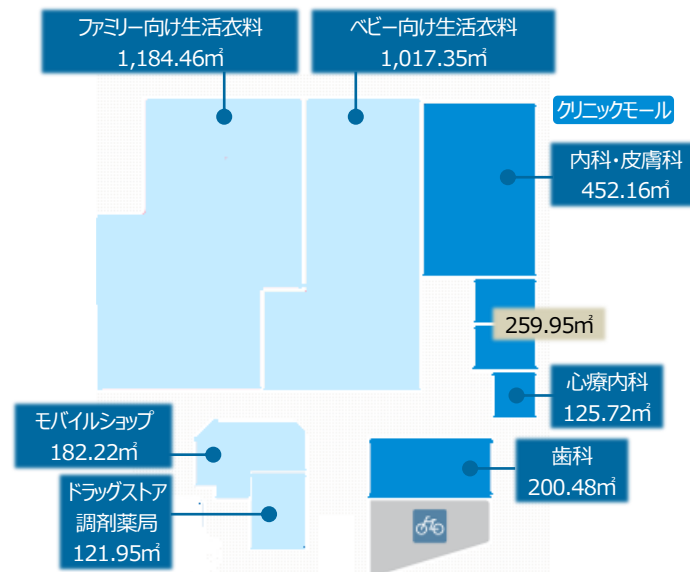 ファミリー向け生活衣料
1,184.46㎡
ベビー向け生活衣料
1,017.35㎡
クリニックモール
内科・皮膚科
452.16㎡
259.95㎡
心療内科
125.72㎡
モバイルショップ
182.22㎡
歯科
200.48㎡
ドラッグストア
調剤薬局
121.95㎡